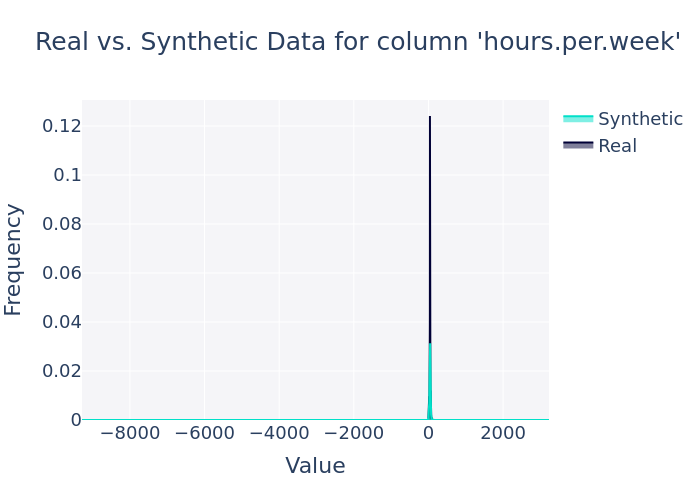 Real vs. Synthetic Data for column 'hours.per.week'
Synthetic
Real
0.12
0.1
0.08
0.06
0.04
0.02
0
Frequency
−8000
−6000
−4000
−2000
0
2000
Value